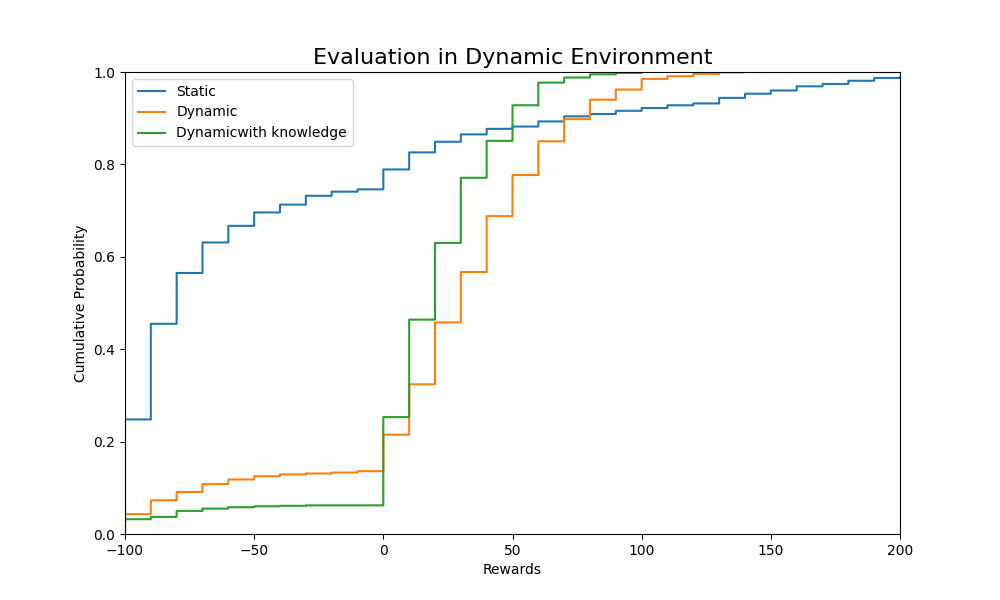 Evaluation in Dynamic Environment
Static
Dynamic
Dynamicwith knowledge
Cumulative Probability
1.0
0.8
0.6
0.4
0.2
0.0
−100
−50
0
50
100
150
200
Rewards